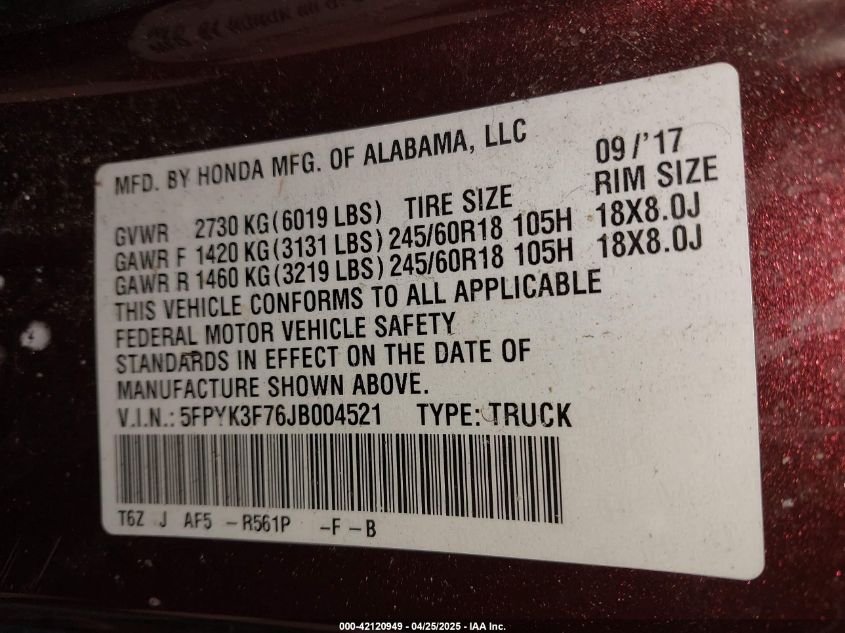 MFD. BY HONDA MFG. OF ALABAMA, LLC 09/'17
TIRE SIZE RIM SIZE
GVWR 2730 KG (6019 LBS)
GAWR F 1420 KG (3131 LBS) 245/60R18 105H 18X8.0J
GAWR R 1460 KG (3219 LBS) 245/60R18 105H 18X8.0J
THIS VEHICLE CONFORMS TO ALL APPLICABLE
FEDERAL MOTOR VEHICLE SAFETY
STANDARDS IN EFFECT ON THE DATE OF
MANUFACTURE SHOWN ABOVE.
V.I.N.: 5FPYK3F76JB004521 TYPE: TRUCK
T6Z J AF5 -R561P -F-B
000-42120949 - 04/25/2025 - IAA Inc.